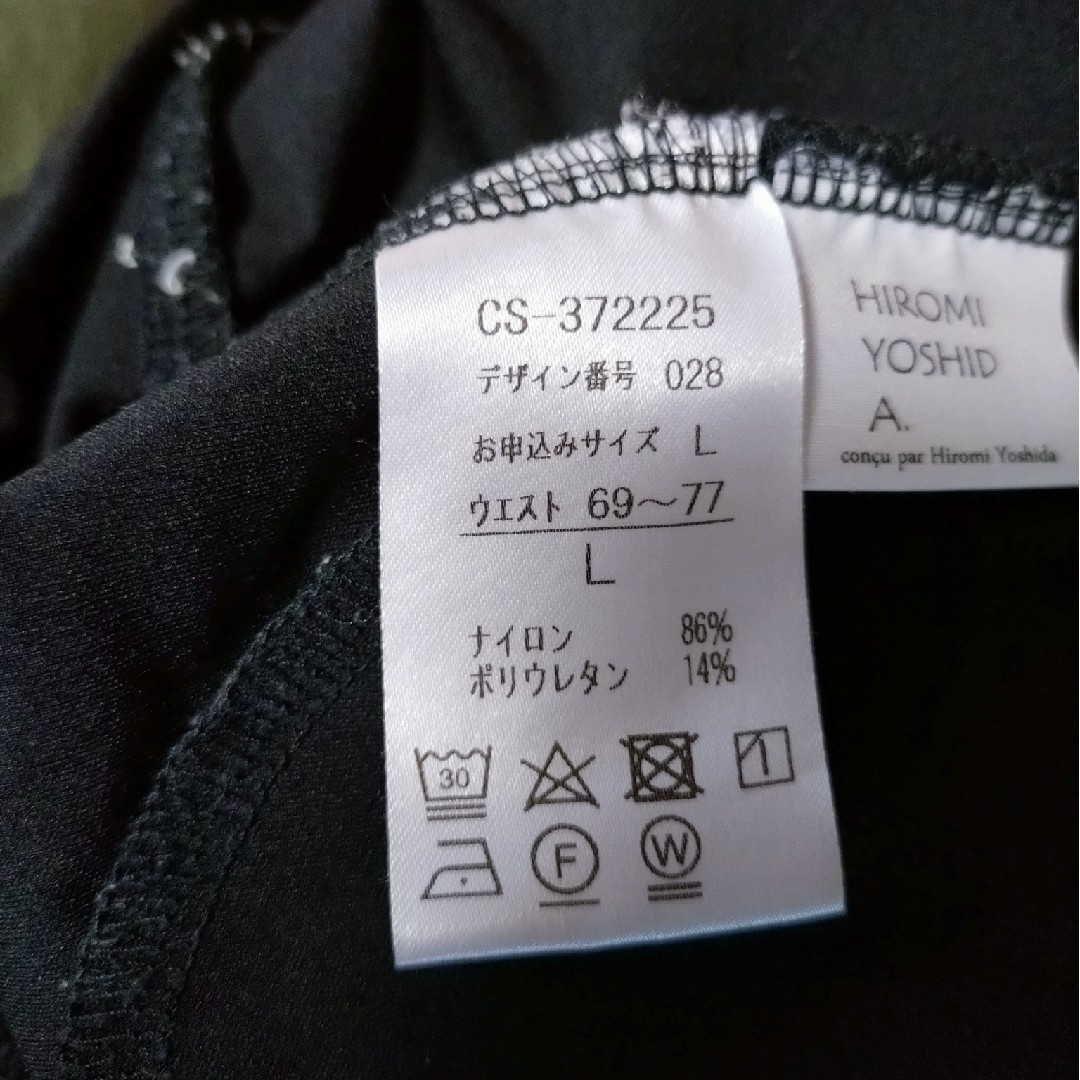 CS-372225
デザイン番号 028
お申込みサイズ L
ウエスト 69～77
L
ナイロン 86%
ポリウレタン 14%
30
F
W
HIROMI
YOSHID
A.
conçu par Hiromi Yoshida